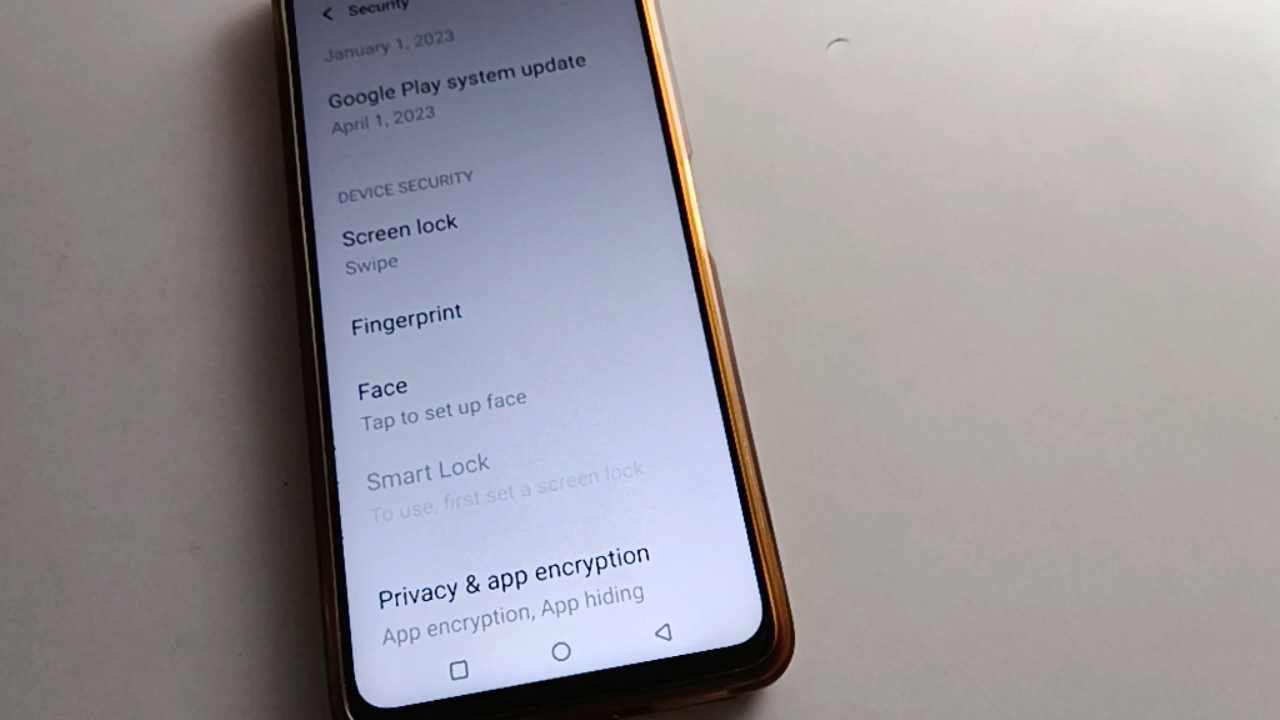 Security
January 1, 2023
Google Play system update
April 1, 2023
DEVICE SECURITY
Screen lock
Swipe
Fingerprint
Face
Tap to set up face
Smart Lock
To use, first set a screen lock
Privacy & app encryption
App encryption, App hiding